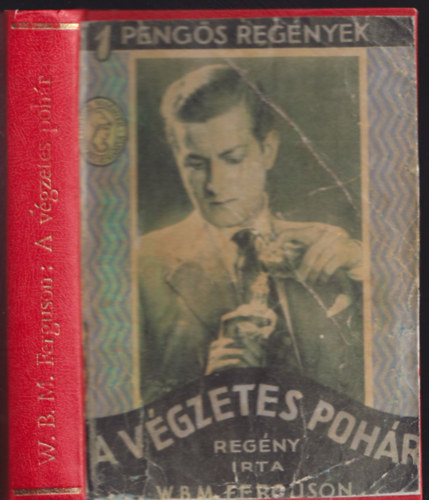 W. B. M. Ferguson: A végzetes pohár
1 PENGŐS REGÉNYEK
A VÉGZETES POHÁR
REGÉNY
IRTA
W.B.M. FERGUSON